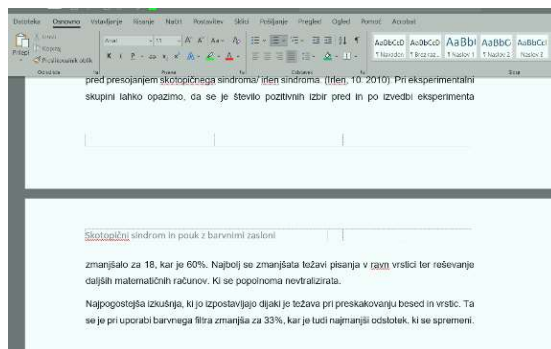 Datoteka Osnovno Vstavljanje Risanje Načrt Postavitev Sklici Pošiljanje Pregled Ogled Pomoč Acrobat
Prilepi
Izreži
Kopiraj
Preslikovalnik oblik
Arial 11
AaBbCcD AaBbCcD AaBbC AaBbC AaBbC
¶ Navaden ¶ Brez raz... Naslov 1 ¶ Naslov 2 Naslov 3
Odložišče Pisava Odstavek Slogi
pred presojanjem skotopičnega sindroma/ irlen sindroma. (Irlen, 10. 2010). Pri eksperimentalni
skupini lahko opazimo, da se je število pozitivnih izbir pred in po izvedbi eksperimenta
Skotopični sindrom in pouk z barvnimi zasloni
zmanjšalo za 18, kar je 60%. Najbolj se zmanjšata težavi pisanja v ravn vrstici ter reševanje
daljših matematičnih računov. Ki se popolnoma nevtralizirata.
Najpogostejša izkušnja, ki jo izpostavljajo dijaki je težava pri preskakovanju besed in vrstic. Ta
se je pri uporabi barvnega filtra zmanjša za 33%, kar je tudi najmanjši odstotek, ki se spremeni.